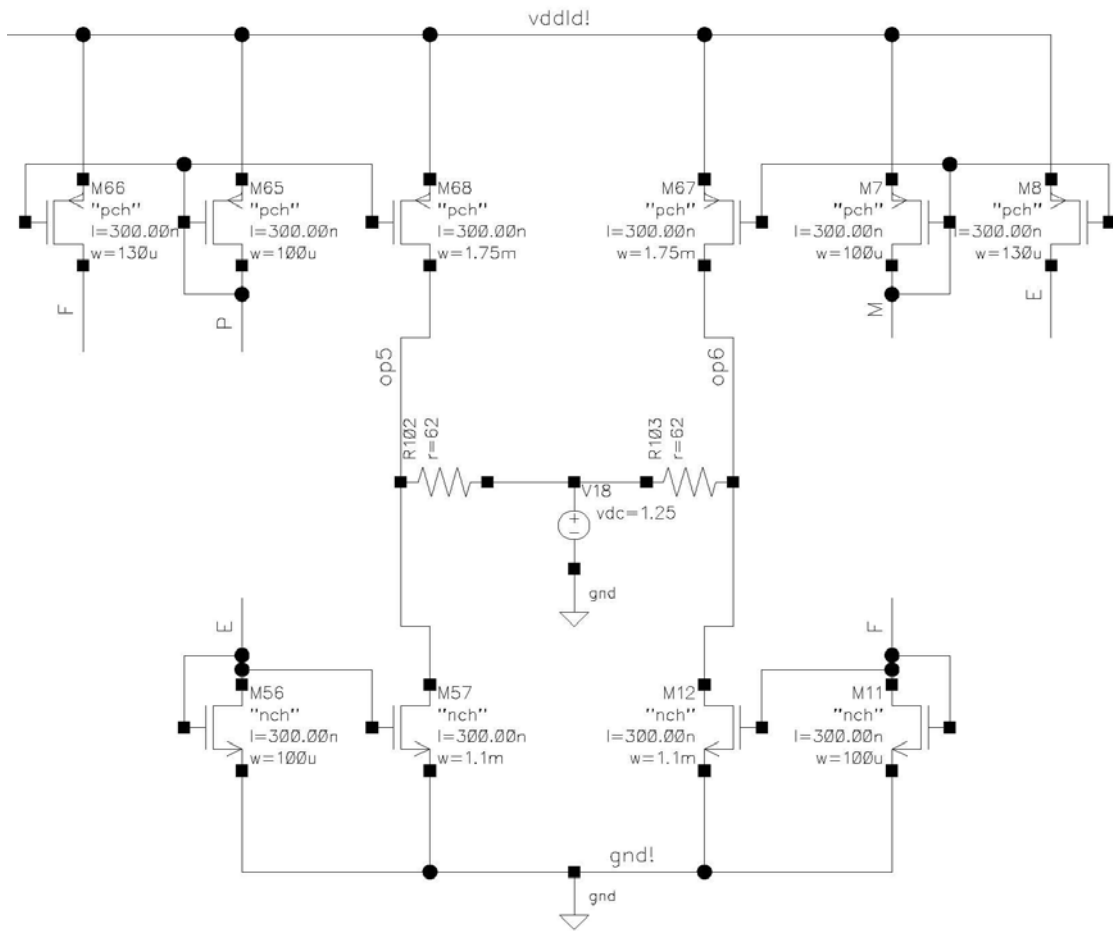 vddld!
M66
"pch"
l=300.00n
w=130u
M65
"pch"
l=300.00n
w=100u
M68
"pch"
l=300.00n
w=1.75m
M67
"pch"
l=300.00n
w=1.75m
M7
"pch"
l=300.00n
w=100u
M8
"pch"
l=300.00n
w=130u
F
P
M
E
op5
op6
R102
r=62
R103
r=62
V18
vdc=1.25
gnd
E
F
M56
"nch"
l=300.00n
w=100u
M57
"nch"
l=300.00n
w=1.1m
M12
"nch"
l=300.00n
w=1.1m
M11
"nch"
l=300.00n
w=100u
gnd!
gnd